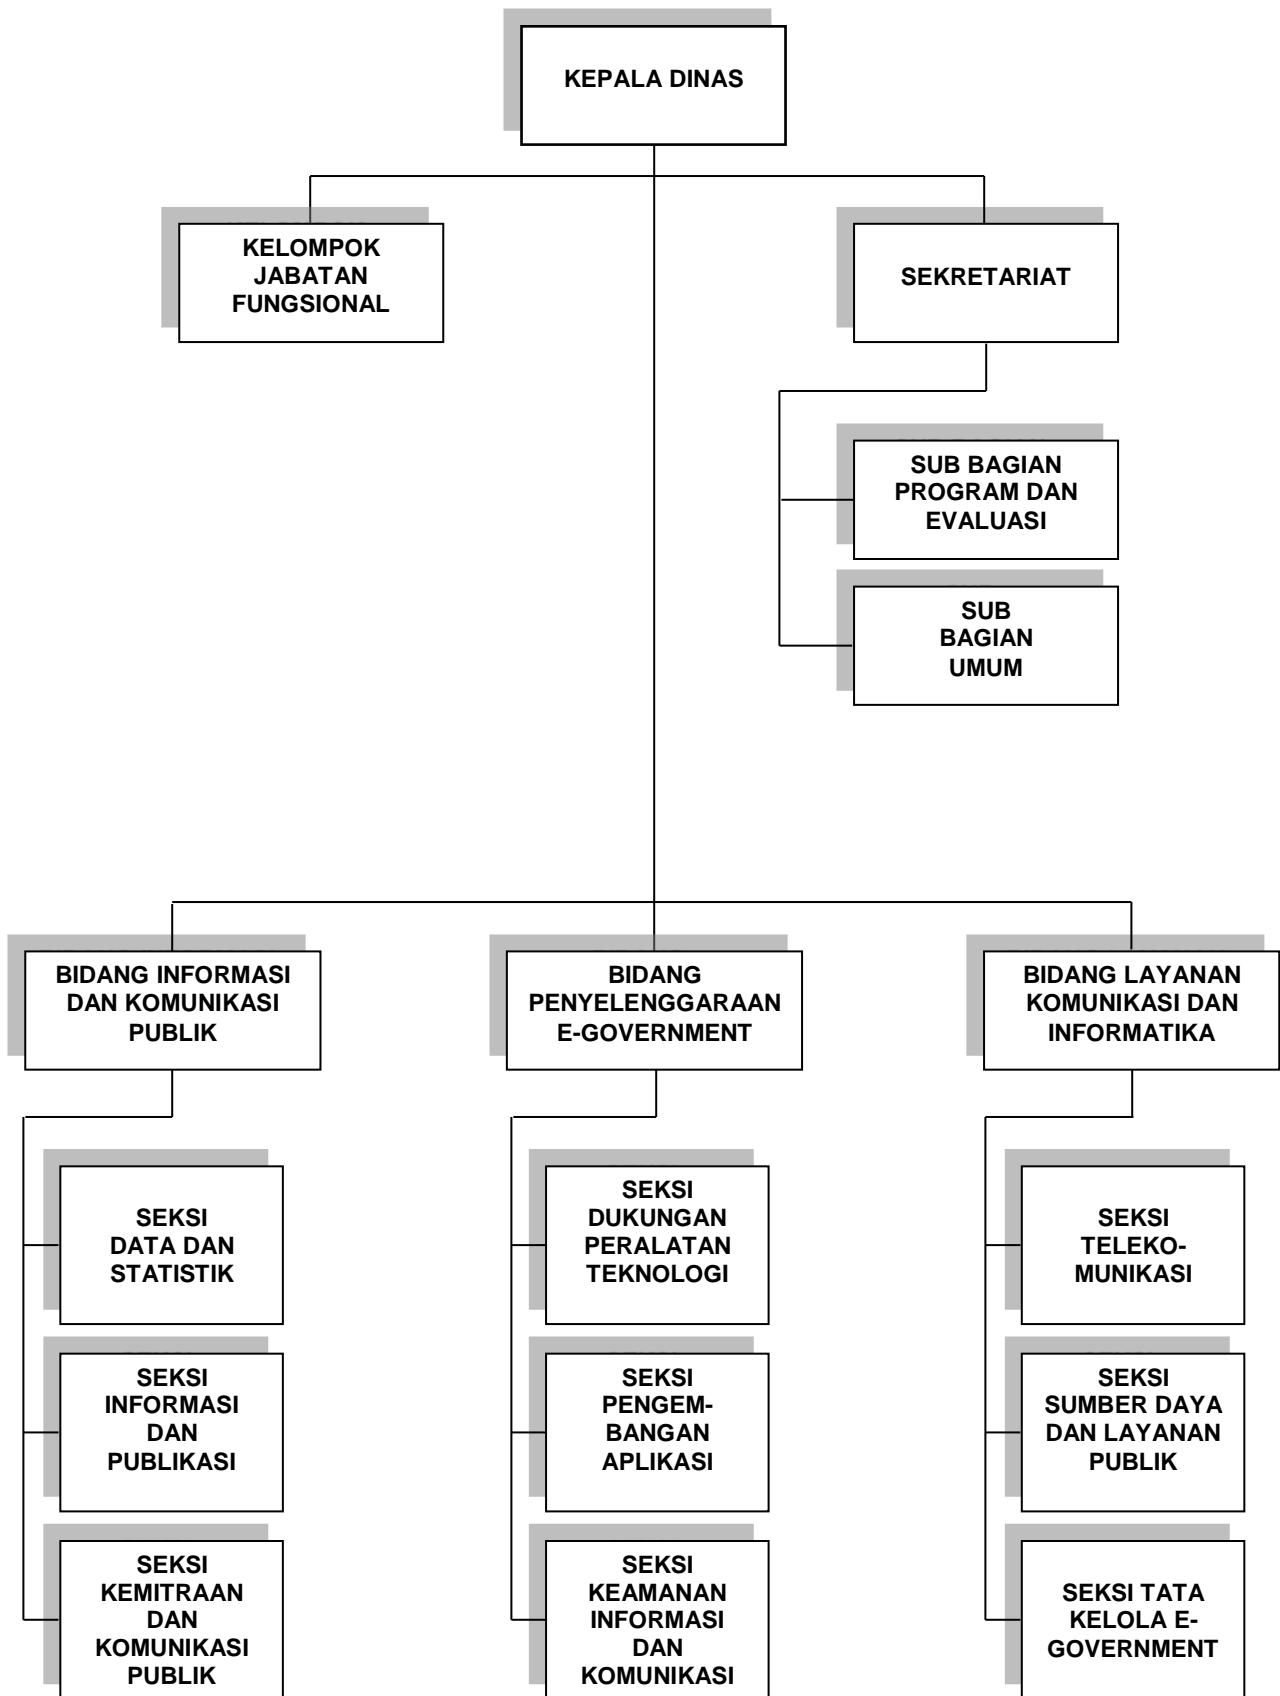 KEPALA DINAS
KELOMPOK
JABATAN
FUNGSIONAL
SEKRETARIAT
SUB BAGIAN
PROGRAM DAN
EVALUASI
SUB
BAGIAN
UMUM
BIDANG INFORMASI
DAN KOMUNIKASI
PUBLIK
BIDANG
PENYELENGGARAAN
E-GOVERNMENT
BIDANG LAYANAN
KOMUNIKASI DAN
INFORMATIKA
SEKSI
DATA DAN
STATISTIK
SEKSI
DUKUNGAN
PERALATAN
TEKNOLOGI
SEKSI
TELEKO-
MUNIKASI
SEKSI
INFORMASI
DAN
PUBLIKASI
SEKSI
PENGEM-
BANGAN
APLIKASI
SEKSI
SUMBER DAYA
DAN LAYANAN
PUBLIK
SEKSI
KEMITRAAN
DAN
KOMUNIKASI
PUBLIK
SEKSI
KEAMANAN
INFORMASI
DAN
KOMUNIKASI
SEKSI TATA
KELOLA E-
GOVERNMENT